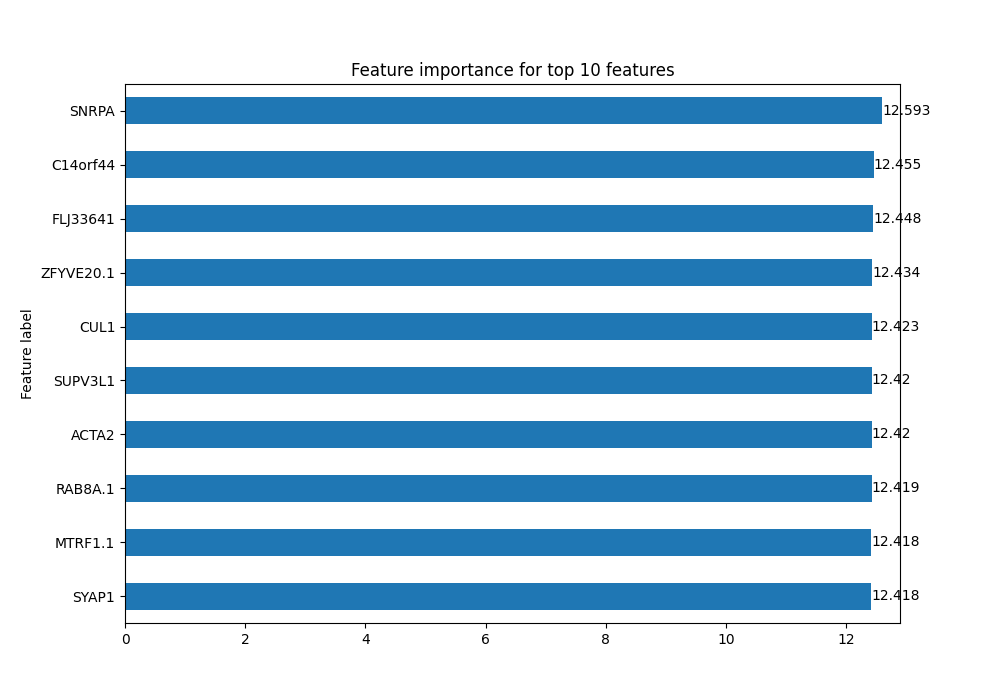 Feature importance for top 10 features
Feature label
SNRPA 12.593
C14orf44 12.455
FLJ33641 12.448
ZFYVE20.1 12.434
CUL1 12.423
SUPV3L1 12.42
ACTA2 12.42
RAB8A.1 12.419
MTRF1.1 12.418
SYAP1 12.418
0 2 4 6 8 10 12